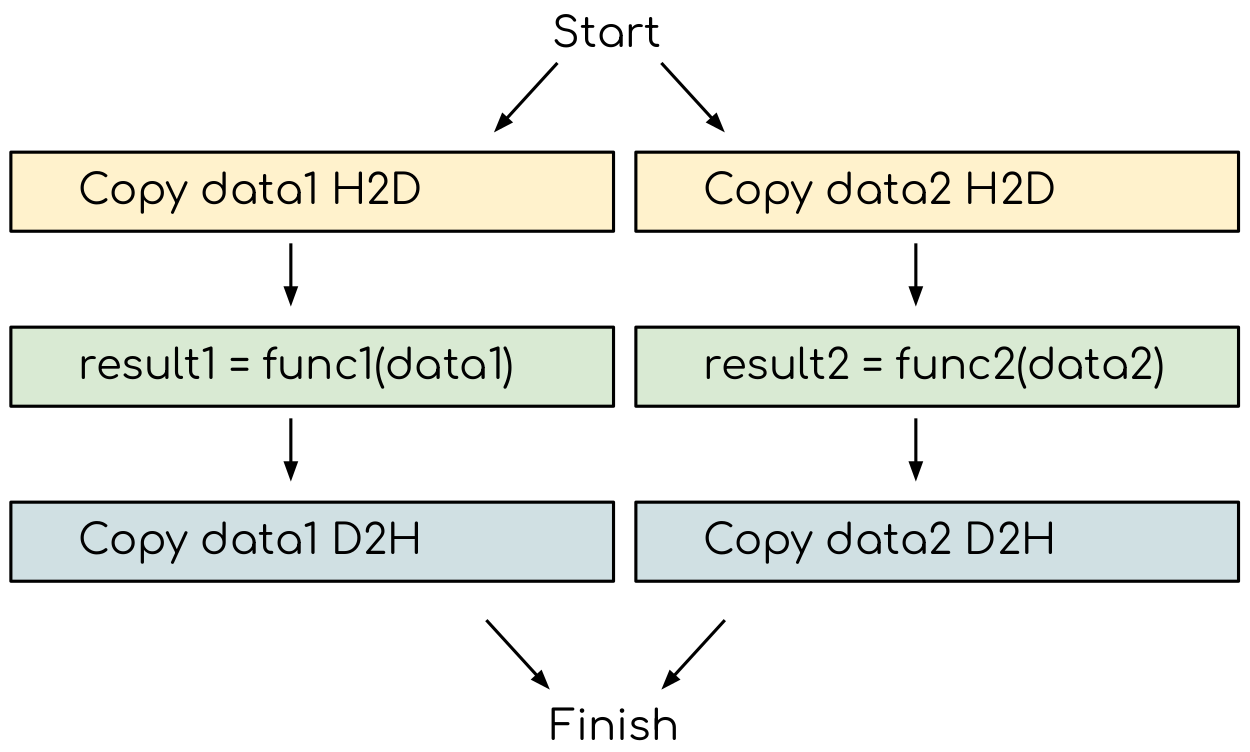 Start
Copy data1 H2D
Copy data2 H2D
result1 = func1(data1)
result2 = func2(data2)
Copy data1 D2H
Copy data2 D2H
Finish